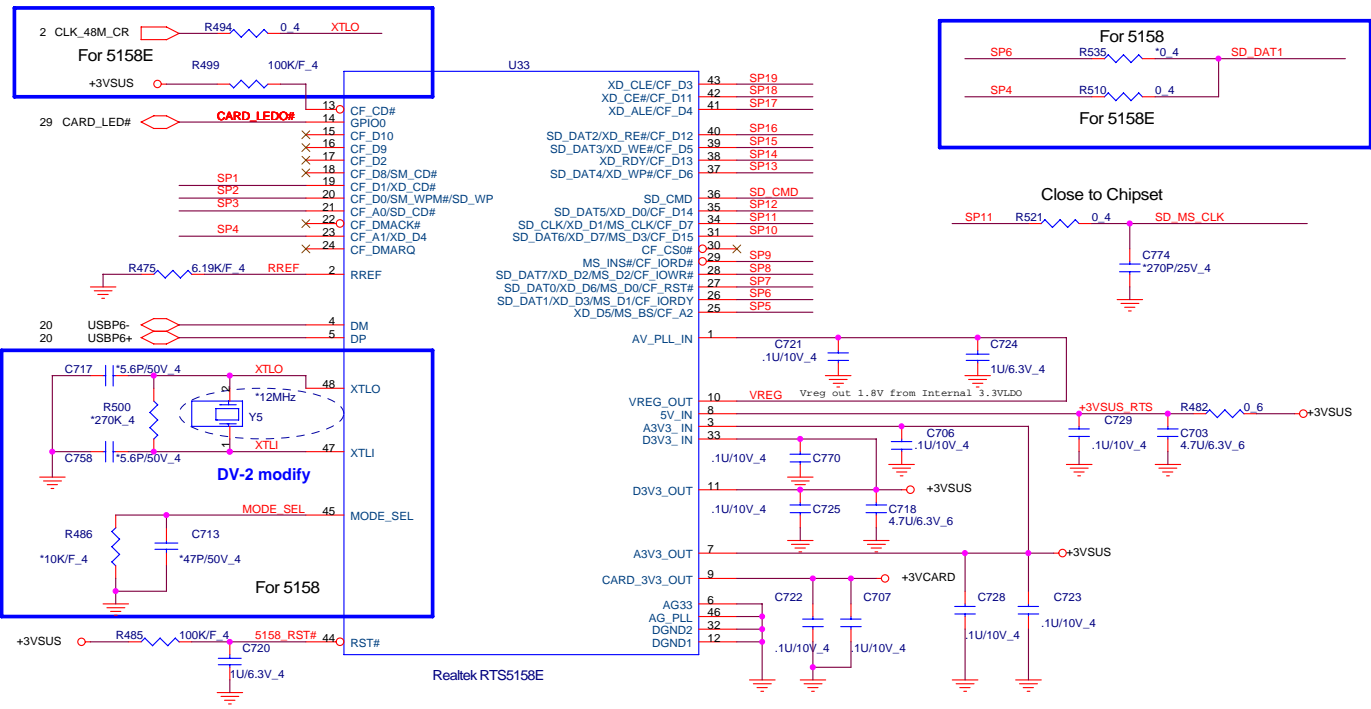 2 CLK_48M_CR R494 0_4 XTLO
For 5158E
R499 100K/F_4
+3VSUS
U33
For 5158
SP6 R535 *0_4 SD_DAT1
SP4 R510 0_4
For 5158E
Close to Chipset
SP11 R521 0_4 SD_MS_CLK
C774
*270P/25V_4
13 CF_CD#
29 CARD_LED# CARD_LED0# 14 GPIO0
15 CF_D10
16 CF_D9
17 CF_D2
18 CF_D8/SM_CD#
SP1 19 CF_D1/XD_CD#
SP2 20 CF_D0/SM_WPM#/SD_WP
SP3 21 CF_A0/SD_CD#
22 CF_DMACK#
SP4 23 CF_A1/XD_D4
24 CF_DMARQ
R475 6.19K/F_4 RREF 2 RREF
20 USBP6- 4 DM
20 USBP6+ 5 DP
C717 *5.6P/50V_4 XTLO 48 XTLO
2 *12MHz
R500
*270K_4
Y5
1
C758 *5.6P/50V_4 XTLI 47 XTLI
DV-2 modify
MODE_SEL 45 MODE_SEL
R486 C713
*10K/F_4 *47P/50V_4
For 5158
+3VSUS R485 100K/F_4 5158_RST# 44 RST#
C720
1U/6.3V_4
Realtek RTS5158E
XD_CLE/CF_D3 43 SP19
XD_CE#/CF_D11 42 SP18
XD_ALE/CF_D4 41 SP17
SD_DAT2/XD_RE#/CF_D12 40 SP16
SD_DAT3/XD_WE#/CF_D5 39 SP15
XD_RDY/CF_D13 38 SP14
SD_DAT4/XD_WP#/CF_D6 37 SP13
SD_CMD 36 SD_CMD
SD_DAT5/XD_D0/CF_D14 35 SP12
SD_CLK/XD_D1/MS_CLK/CF_D7 34 SP11
SD_DAT6/XD_D7/MS_D3/CF_D15 31 SP10
CF_CS0# 30
MS_INS#/CF_IORD# 29 SP9
SD_DAT7/XD_D2/MS_D2/CF_IOWR# 28 SP8
SD_DAT0/XD_D6/MS_D0/CF_RST# 27 SP7
SD_DAT1/XD_D3/MS_D1/CF_IORDY 26 SP6
XD_D5/MS_BS/CF_A2 25 SP5
AV_PLL_IN 1
C721 C724
.1U/10V_4 1U/6.3V_4
VREG_OUT 10 VREG Vreg out 1.8V from Internal 3.3VLDO
5V_IN 8 +3VSUS_RTS R482 0_6 +3VSUS
A3V3_ IN 3
D3V3_ IN 33
C729 C703
.1U/10V_4 4.7U/6.3V_6
C706
.1U/10V_4
.1U/10V_4 C770
D3V3_OUT 11 +3VSUS
.1U/10V_4 C725 C718
4.7U/6.3V_6
A3V3_OUT 7 +3VSUS
CARD_3V3_OUT 9 +3VCARD
C722 C707 C728 C723
.1U/10V_4 .1U/10V_4 .1U/10V_4 .1U/10V_4
AG33 6
AG_PLL 46
DGND2 32
DGND1 12